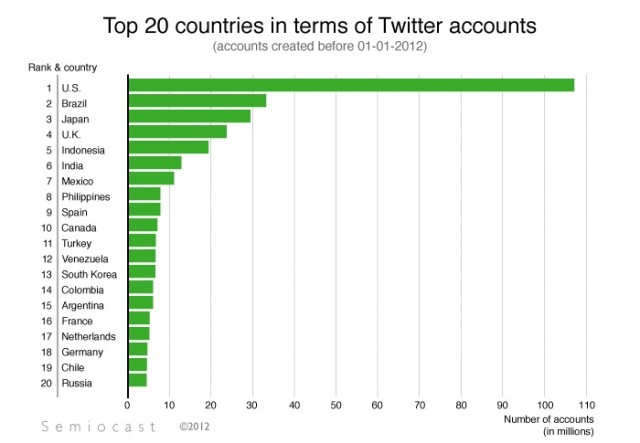 Top 20 countries in terms of Twitter accounts
(accounts created before 01-01-2012)
Rank & country
1 U.S.
2 Brazil
3 Japan
4 U.K.
5 Indonesia
6 India
7 Mexico
8 Philippines
9 Spain
10 Canada
11 Turkey
12 Venezuela
13 South Korea
14 Colombia
15 Argentina
16 France
17 Netherlands
18 Germany
19 Chile
20 Russia
0 10 20 30 40 50 60 70 80 90 100 110
Number of accounts
(in millions)
Semiocast ©2012